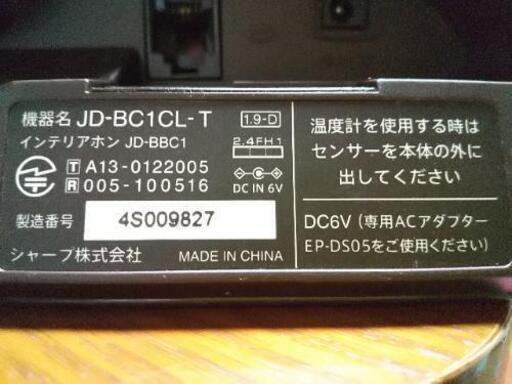 機器名 JD-BC1CL-T 1.9-D
インテリアホン JD-BBC1 2.4FH1
T A13-0122005
R 005-100516 DC IN 6V
製造番号 4S009827
シャープ株式会社 MADE IN CHINA
温度計を使用する時は
センサーを本体の外に
出してください
DC6V(専用ACアダプター
EP-DS05をご使用ください)